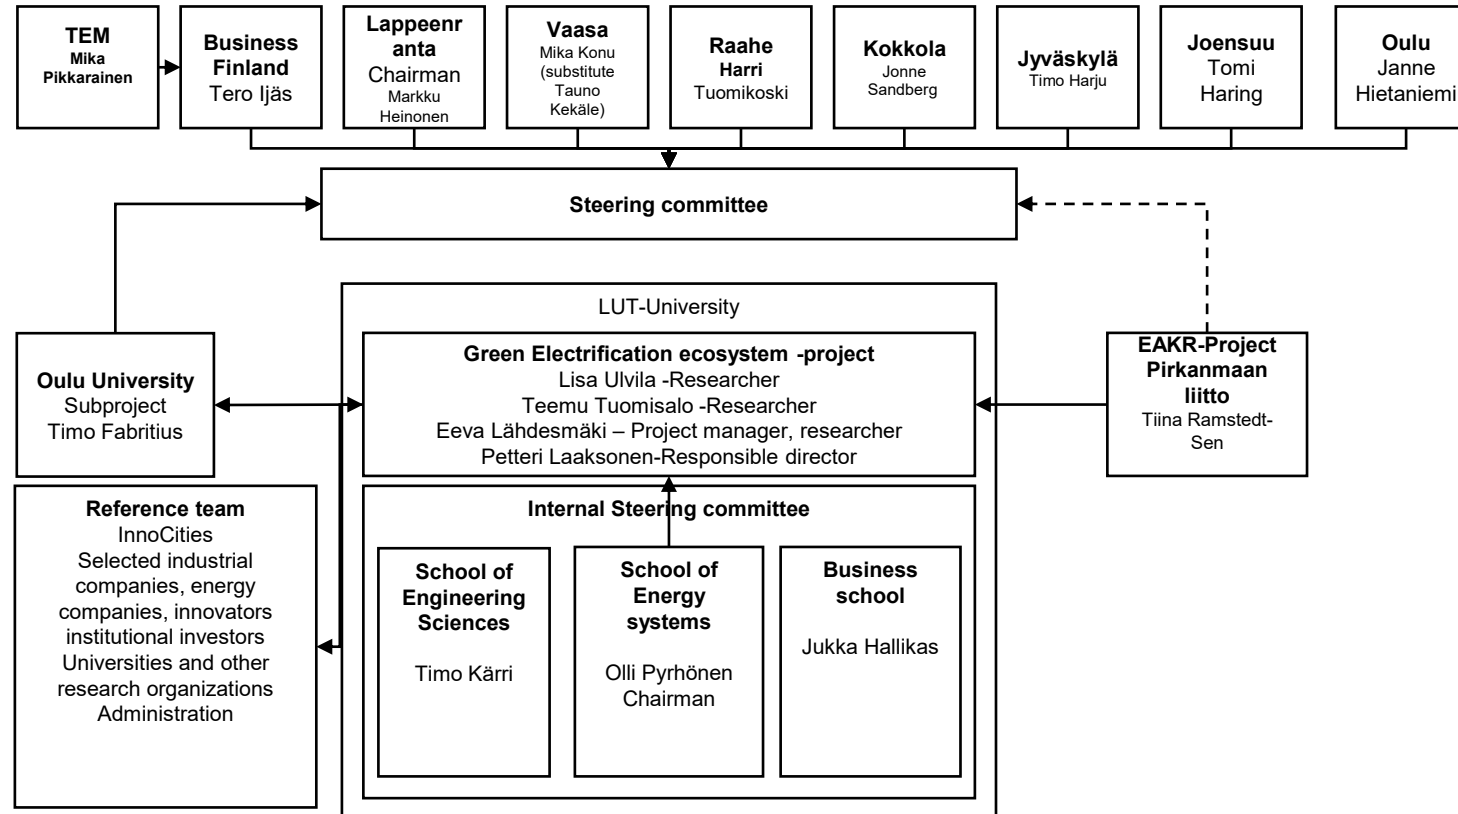 TEM
Mika
Pikkarainen
Business
Finland
Tero Ijäs
Lappeenr
anta
Chairman
Markku
Heinonen
Vaasa
Mika Konu
(substitute
Tauno
Kekäle)
Raahe
Harri
Tuomikoski
Kokkola
Jonne
Sandberg
Jyväskylä
Timo Harju
Joensuu
Tomi
Haring
Oulu
Janne
Hietaniemi
Steering committee
LUT-University
Green Electrification ecosystem -project
Lisa Ulvila -Researcher
Teemu Tuomisalo -Researcher
Eeva Lähdesmäki – Project manager, researcher
Petteri Laaksonen-Responsible director
Oulu University
Subproject
Timo Fabritius
EAKR-Project
Pirkanmaan
liitto
Tiina Ramstedt-
Sen
Reference team
InnoCities
Selected industrial
companies, energy
companies, innovators
institutional investors
Universities and other
research organizations
Administration
Internal Steering committee
School of
Engineering
Sciences
Timo Kärri
School of
Energy
systems
Olli Pyrhönen
Chairman
Business
school
Jukka Hallikas